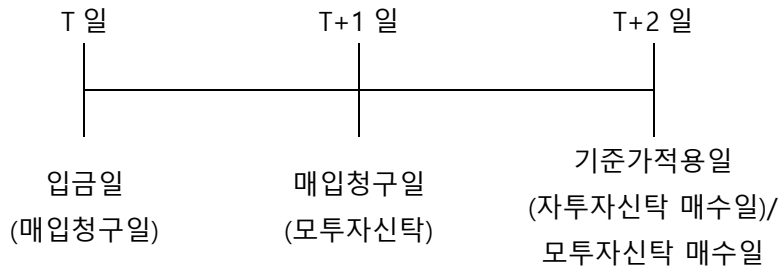 T 일
T+1 일
T+2 일
입금일
(매입청구일)
매입청구일
(모투자신탁)
기준가적용일
(자투자신탁 매수일)/
모투자신탁 매수일